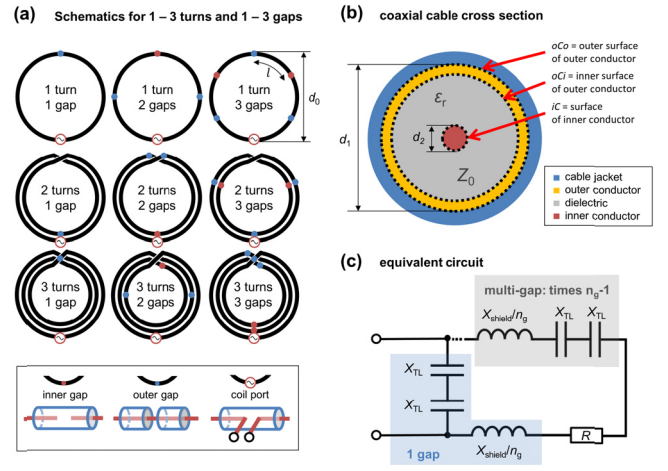 (a) Schematics for 1 – 3 turns and 1 – 3 gaps
1 turn
1 gap
1 turn
2 gaps
1 turn
3 gaps
l
d0
2 turns
1 gap
2 turns
2 gaps
2 turns
3 gaps
3 turns
1 gap
3 turns
2 gaps
3 turns
3 gaps
inner gap
outer gap
coil port
(b) coaxial cable cross section
oCo = outer surface
of outer conductor
oCi = inner surface
of outer conductor
iC = surface
of inner conductor
εr
d1
d2
Z0
cable jacket
outer conductor
dielectric
inner conductor
(c) equivalent circuit
multi-gap: times ng-1
Xshield/ng
XTL
XTL
XTL
XTL
1 gap
Xshield/ng
R